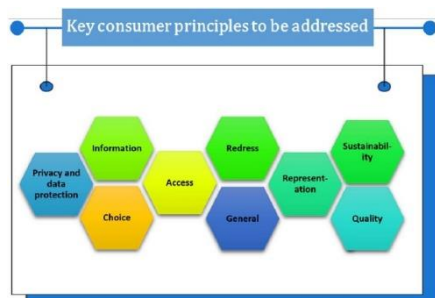 Key consumer principles to be addressed
Information
Redress
Sustainabil-
ity
Privacy and
data
protection
Access
Represent-
ation
Choice
General
Quality